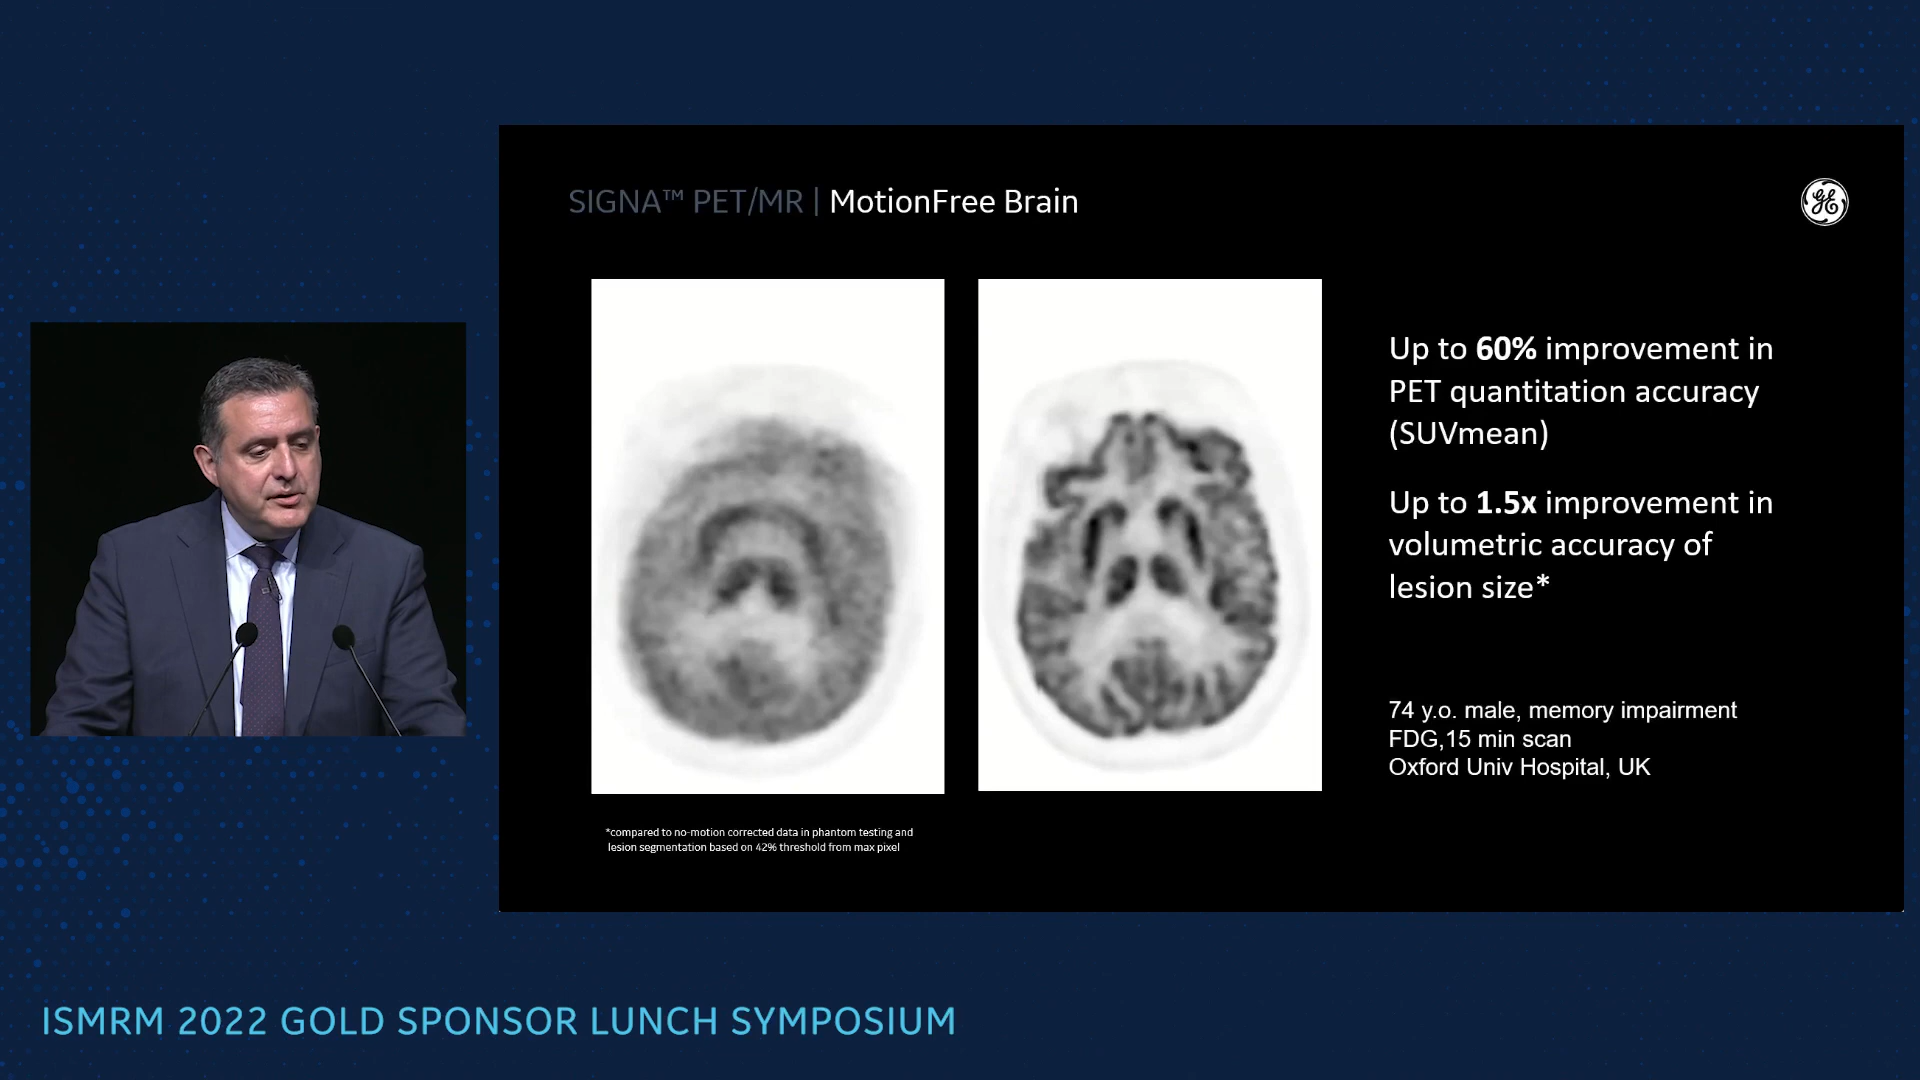 SIGNA™ PET/MR | MotionFree Brain
Up to 60% improvement in
PET quantitation accuracy
(SUVmean)
Up to 1.5x improvement in
volumetric accuracy of
lesion size*
74 y.o. male, memory impairment
FDG,15 min scan
Oxford Univ Hospital, UK
*compared to no-motion corrected data in phantom testing and
lesion segmentation based on 42% threshold from max pixel
ISMRM 2022 GOLD SPONSOR LUNCH SYMPOSIUM
GE